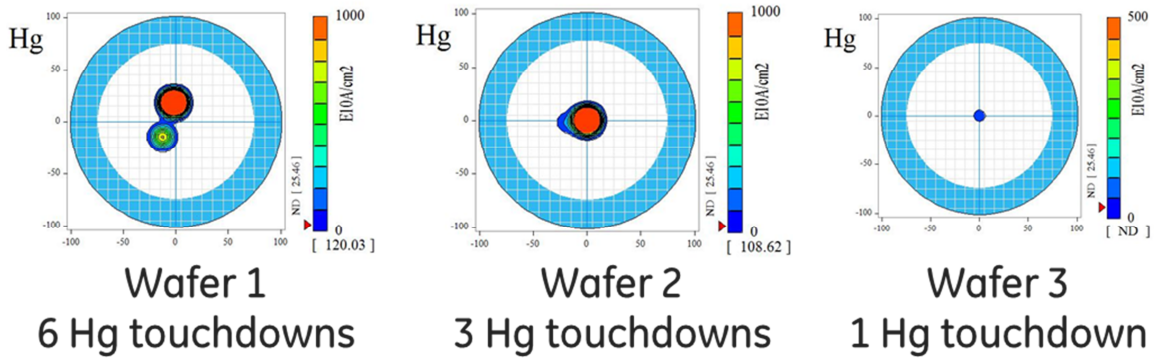 Hg
100
50
0
-50
-100
-100
-50
0
50
100
1000
E10A/cm2
0
ND [ 25.46 ]
[ 120.03 ]
Hg
100
50
0
-50
-100
-100
-50
0
50
100
1000
E10A/cm2
0
ND [ 25.46 ]
[ 108.62 ]
Hg
100
50
0
-50
-100
-100
-50
0
50
100
500
E10A/cm2
0
ND [ 25.46 ]
[ ND ]
Wafer 1
6 Hg touchdowns
Wafer 2
3 Hg touchdowns
Wafer 3
1 Hg touchdown